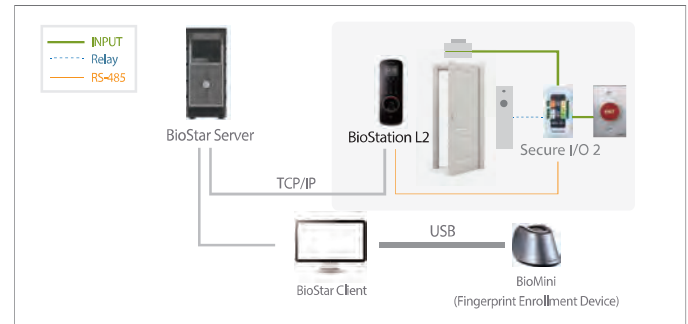 INPUT
Relay
RS-485
BioStar Server
BioStation L2
EXIT
Secure I/O 2
TCP/IP
USB
BioStar Client
BioMini
(Fingerprint Enrollment Device)